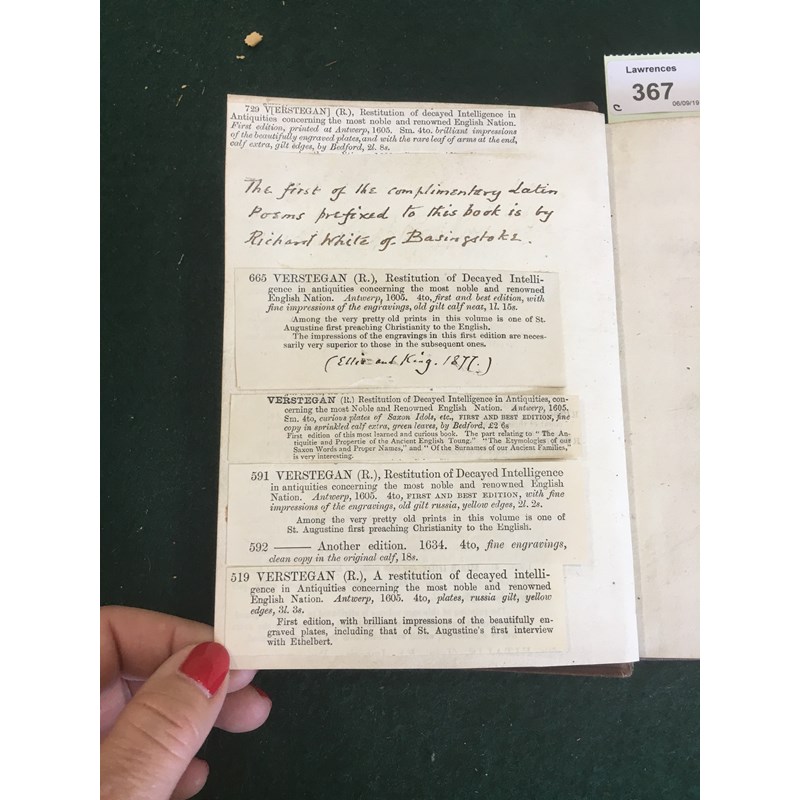 Lawrences
367
C
06/09/19
729 V[ERSTEGAN] (R.), Restitution of decayed Intelligence in
Antiquities concerning the most noble and renowned English Nation.
First edition, printed at Antwerp, 1605. Sm. 4to. brilliant impressions
of the beautifully engraved plates, and with the rare leaf of arms at the end,
calf extra, gilt edges, by Bedford, 2l. 8s.
The first of the complimentary Latin
Poems prefixed to this book is by
Richard White of Basingstoke.
665 VERSTEGAN (R.), Restitution of Decayed Intelli-
gence in antiquities concerning the most noble and renowned
English Nation. Antwerp, 1605. 4to, first and best edition, with
fine impressions of the engravings, old gilt calf neat, 1l. 15s.
Among the very pretty old prints in this volume is one of St.
Augustine first preaching Christianity to the English.
The impressions of the engravings in this first edition are neces-
sarily very superior to those in the subsequent ones.
(Ellis and King. 1877.)
VERSTEGAN (R.) Restitution of Decayed Intelligence in Antiquities, con-
cerning the most Noble and Renowned English Nation. Antwerp, 1605.
Sm. 4to, curious plates of Saxon Idols, etc., FIRST AND BEST EDITION, fine
copy in sprinkled calf extra, green leaves, by Bedford, £2 6s
First edition of this most learned and curious book. The part relating to "The An-
tiquitie and Propertie of the Ancient English Toung." "The Etymologies of our
Saxon Words and Proper Names," and "Of the Surnames of our Ancient Families,"
is very interesting.
591 VERSTEGAN (R.), Restitution of Decayed Intelligence
in antiquities concerning the most noble and renowned English
Nation. Antwerp, 1605. 4to, FIRST AND BEST EDITION, with fine
impressions of the engravings, old gilt russia, yellow edges, 2l. 2s.
Among the very pretty old prints in this volume is one of
St. Augustine first preaching Christianity to the English.
592 —— Another edition. 1634. 4to, fine engravings,
clean copy in the original calf, 18s.
519 VERSTEGAN (R.), A restitution of decayed intelli-
gence in Antiquities concerning the most noble and renowned
English Nation. Antwerp, 1605. 4to, plates, russia gilt, yellow
edges, 3l. 3s.
First edition, with brilliant impressions of the beautifully en-
graved plates, including that of St. Augustine's first interview
with Ethelbert.